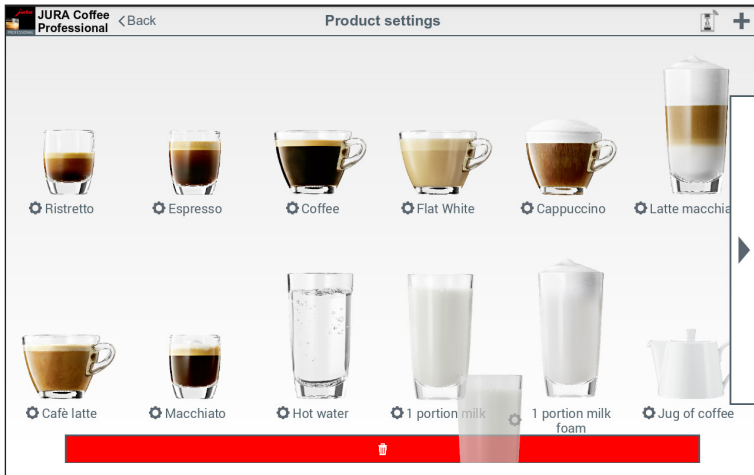 JURA Coffee
Professional
Back
Product settings
Ristretto
Espresso
Coffee
Flat White
Cappuccino
Latte macchia
Cafè latte
Macchiato
Hot water
1 portion milk
1 portion milk
foam
Jug of coffee